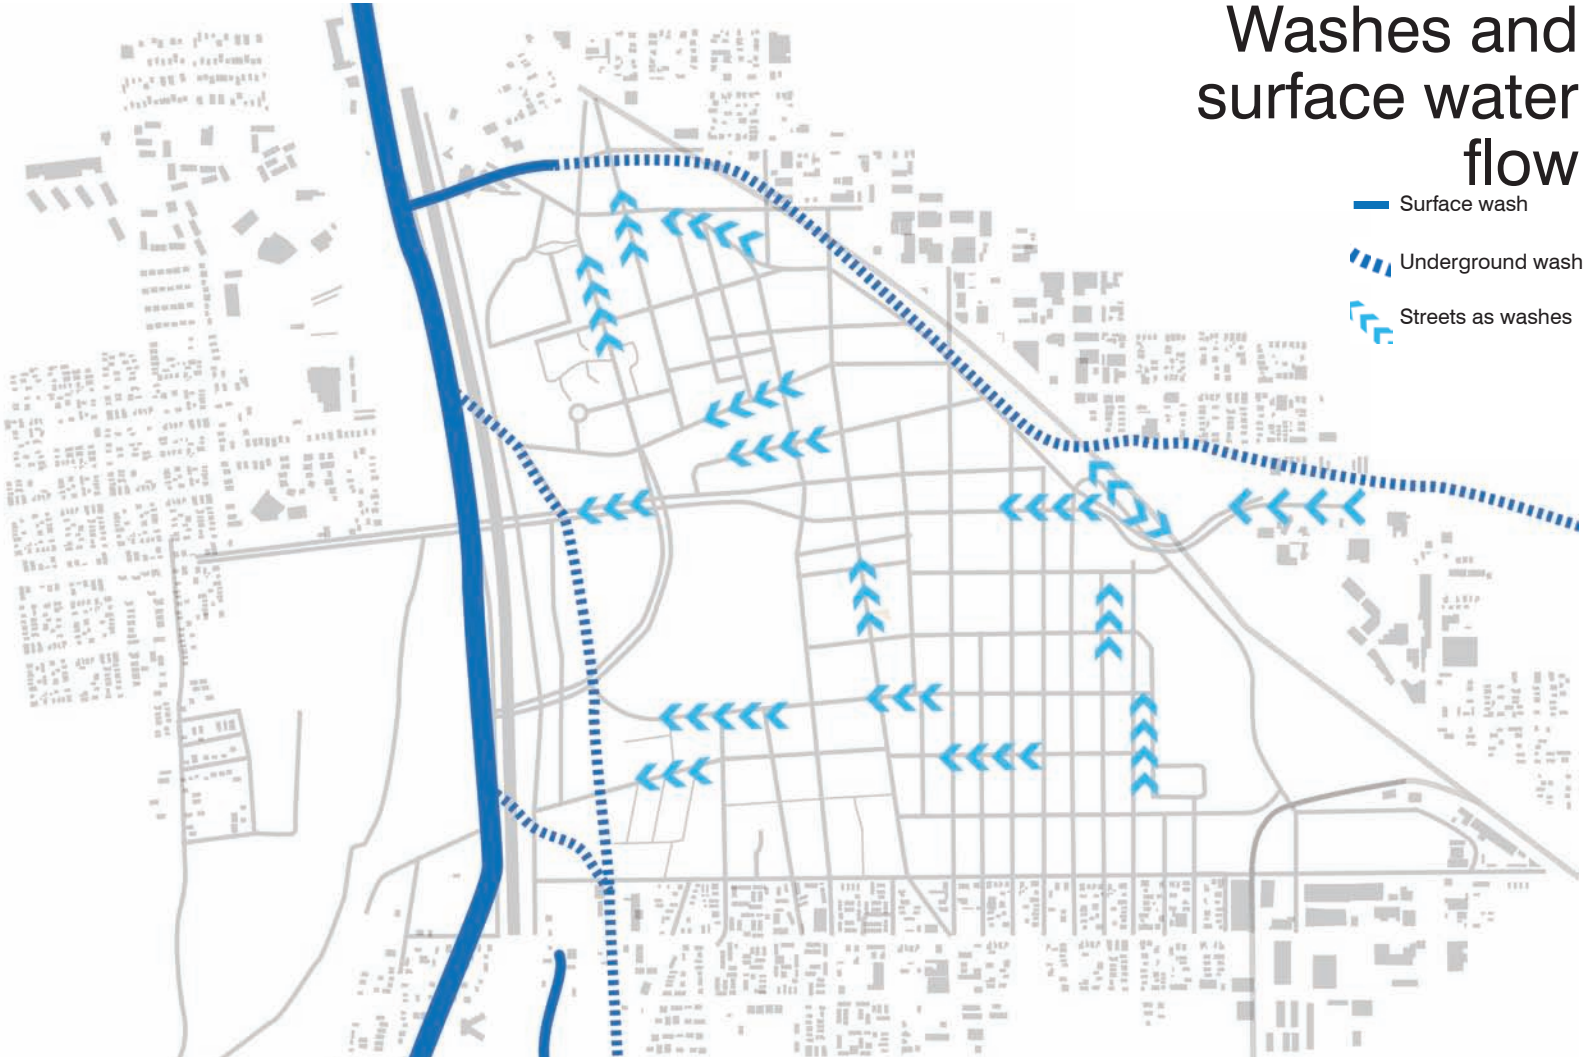 Washes and
surface water
flow
Surface wash
Underground wash
Streets as washes